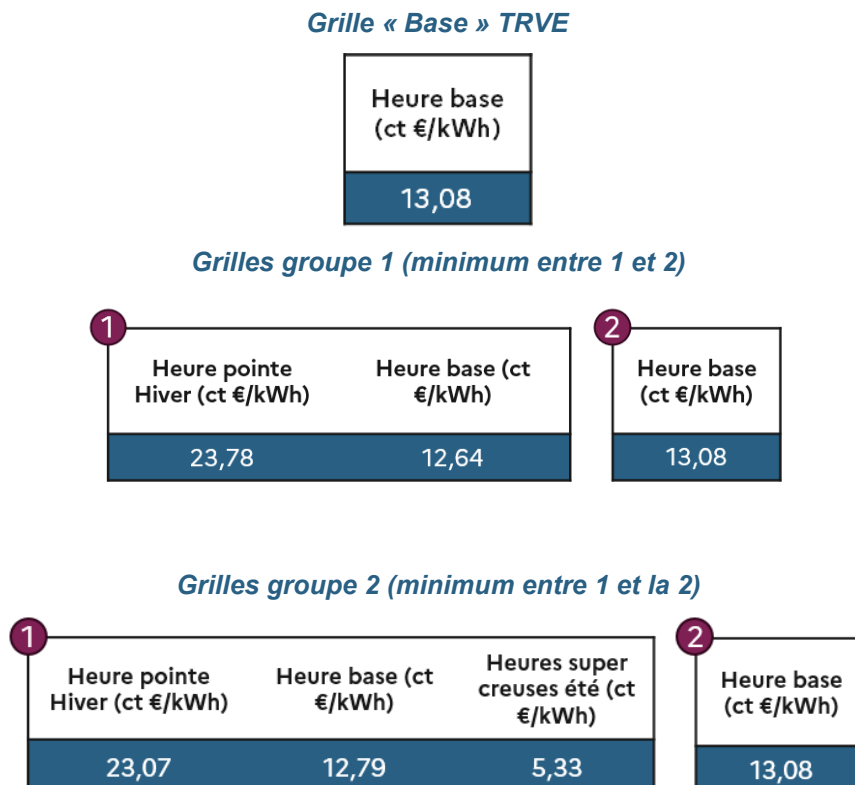 Grille « Base » TRVE
Heure base
(ct €/kWh)
13,08
Grilles groupe 1 (minimum entre 1 et 2)
1
Heure pointe
Hiver (ct €/kWh)
Heure base (ct
€/kWh)
23,78
12,64
2
Heure base
(ct €/kWh)
13,08
Grilles groupe 2 (minimum entre 1 et la 2)
1
Heure pointe
Hiver (ct €/kWh)
Heure base (ct
€/kWh)
Heures super
creuses été (ct
€/kWh)
23,07
12,79
5,33
2
Heure base
(ct €/kWh)
13,08